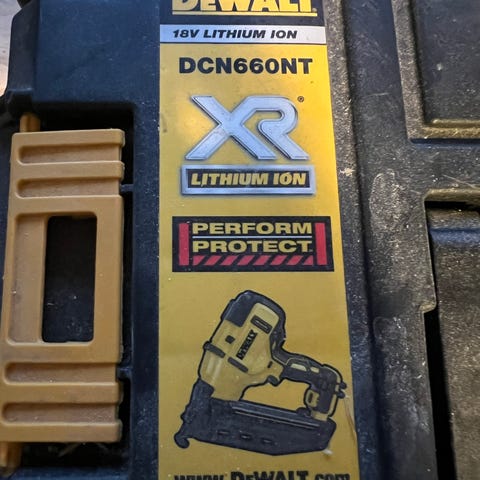 DEWALT
18V LITHIUM ION
DCN660NT
XR®
LITHIUM ION
PERFORM
PROTECT
DEWALT
www.DEWALT.com